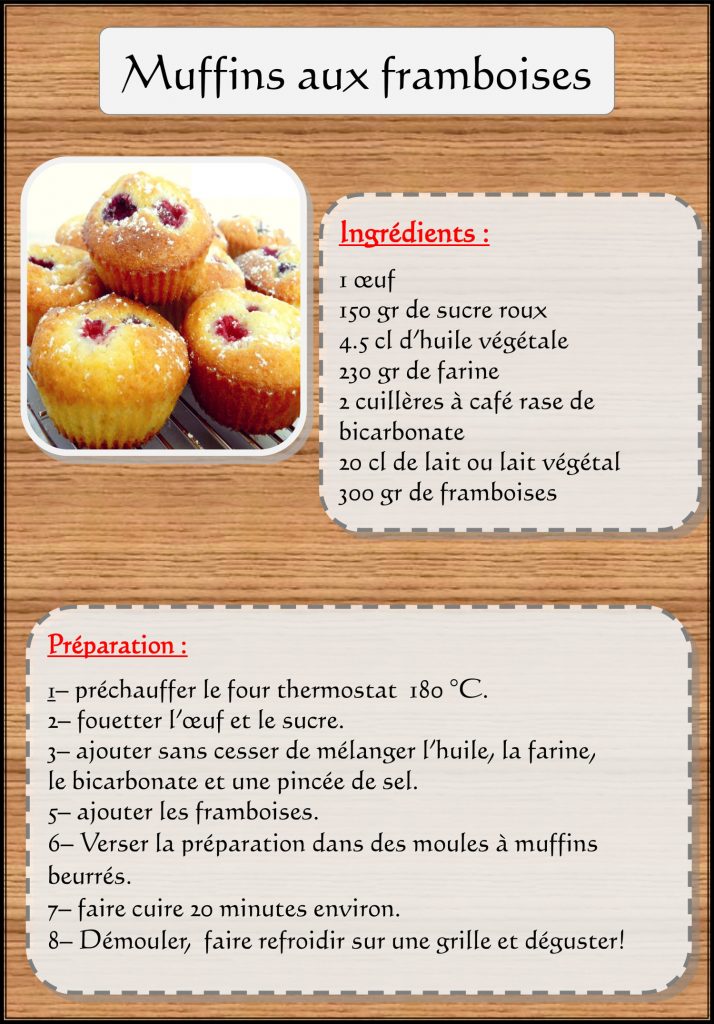 Muffins aux framboises
Ingrédients :
1 œuf
150 gr de sucre roux
4.5 cl d'huile végétale
230 gr de farine
2 cuillères à café rase de
bicarbonate
20 cl de lait ou lait végétal
300 gr de framboises
Préparation :
1– préchauffer le four thermostat 180 °C.
2– fouetter l'œuf et le sucre.
3– ajouter sans cesser de mélanger l'huile, la farine,
le bicarbonate et une pincée de sel.
5– ajouter les framboises.
6– Verser la préparation dans des moules à muffins
beurrés.
7– faire cuire 20 minutes environ.
8– Démouler, faire refroidir sur une grille et déguster!